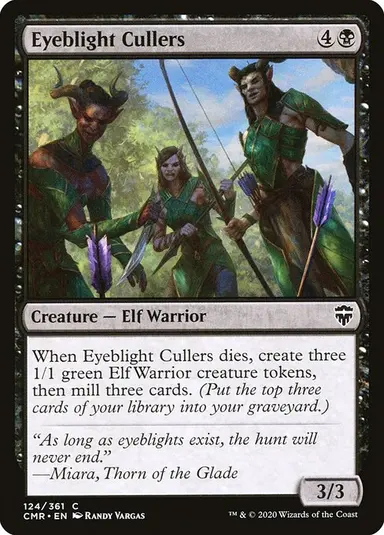 Eyeblight Cullers 4
Creature — Elf Warrior
When Eyeblight Cullers dies, create three
1/1 green Elf Warrior creature tokens,
then mill three cards. (Put the top three
cards of your library into your graveyard.)
“As long as eyeblights exist, the hunt will
never end.”
—Miara, Thorn of the Glade
3/3
124/361 C
CMR • EN Randy Vargas
™ & © 2020 Wizards of the Coast